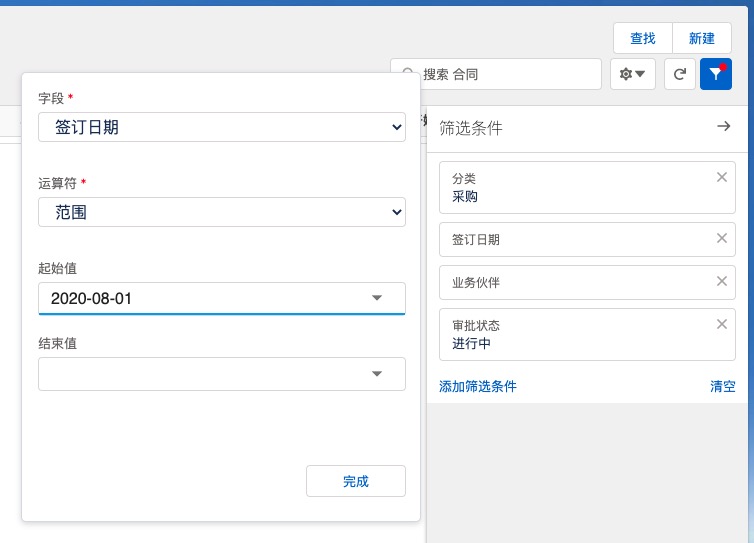 查找
新建
搜索 合同
字段 *
签订日期
运算符 *
范围
起始值
2020-08-01
结束值
完成
筛选条件
分类
采购
签订日期
业务伙伴
审批状态
进行中
添加筛选条件
清空